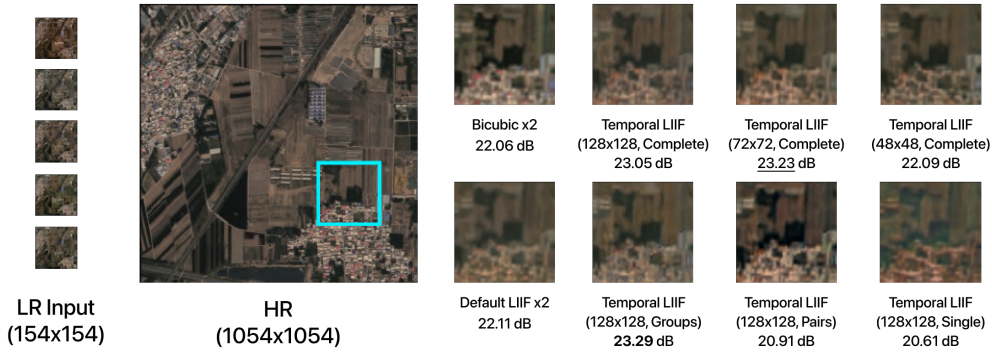 LR Input
(154x154)
HR
(1054x1054)
Bicubic x2
22.06 dB
Temporal LIIF
(128x128, Complete)
23.05 dB
Temporal LIIF
(72x72, Complete)
23.23 dB
Temporal LIIF
(48x48, Complete)
22.09 dB
Default LIIF x2
22.11 dB
Temporal LIIF
(128x128, Groups)
23.29 dB
Temporal LIIF
(128x128, Pairs)
20.91 dB
Temporal LIIF
(128x128, Single)
20.61 dB